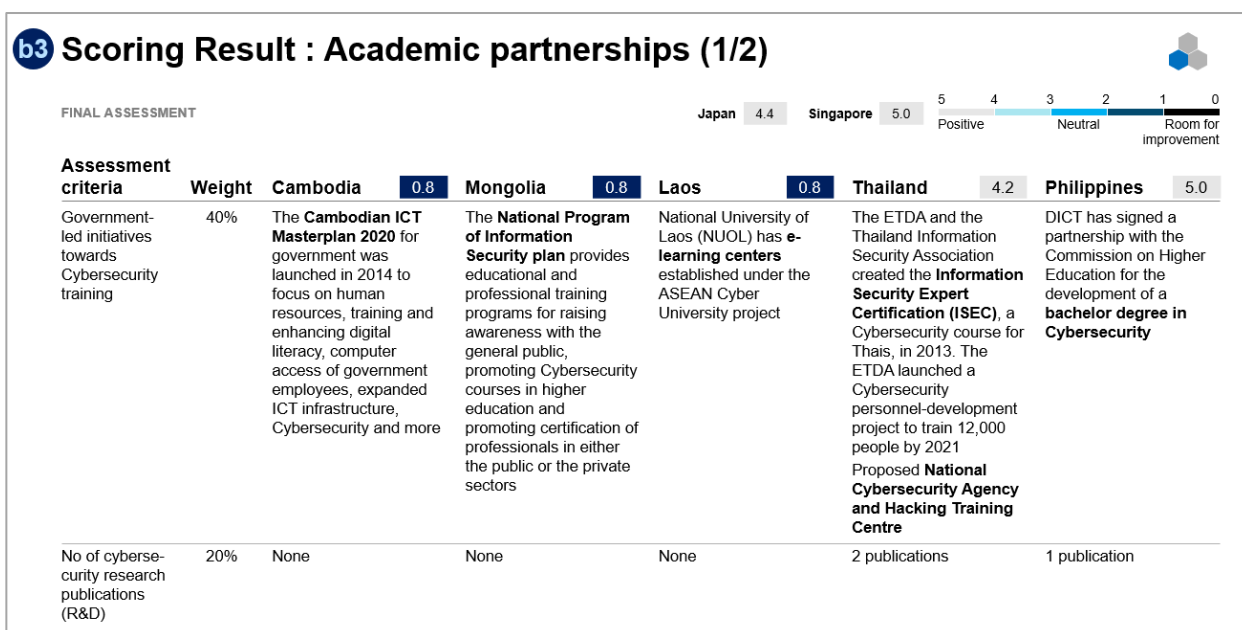 b3 Scoring Result : Academic partnerships (1/2)
FINAL ASSESSMENT
Japan 4.4 Singapore 5.0
5 4 3 2 1 0
Positive Neutral Room for
improvement
Assessment
criteria Weight Cambodia 0.8 Mongolia 0.8 Laos 0.8 Thailand 4.2 Philippines 5.0
Government-
led initiatives
towards
Cybersecurity
training
40%
The Cambodian ICT
Masterplan 2020 for
government was
launched in 2014 to
focus on human
resources, training and
enhancing digital
literacy, computer
access of government
employees, expanded
ICT infrastructure,
Cybersecurity and more
The National Program
of Information
Security plan provides
educational and
professional training
programs for raising
awareness with the
general public,
promoting Cybersecurity
courses in higher
education and
promoting certification of
professionals in either
the public or the private
sectors
National University of
Laos (NUOL) has e-
learning centers
established under the
ASEAN Cyber
University project
The ETDA and the
Thailand Information
Security Association
created the Information
Security Expert
Certification (ISEC), a
Cybersecurity course for
Thais, in 2013. The
ETDA launched a
Cybersecurity
personnel-development
project to train 12,000
people by 2021
Proposed National
Cybersecurity Agency
and Hacking Training
Centre
DICT has signed a
partnership with the
Commission on Higher
Education for the
development of a
bachelor degree in
Cybersecurity
No of cyberse-
curity research
publications
(R&D)
20%
None
None
None
2 publications
1 publication